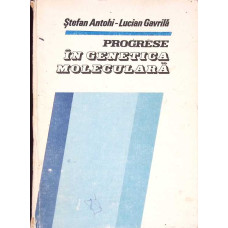 Ștefan Antohi - Lucian Gavrilă
PROGRESE
ÎN GENETICA
MOLECULARĂ